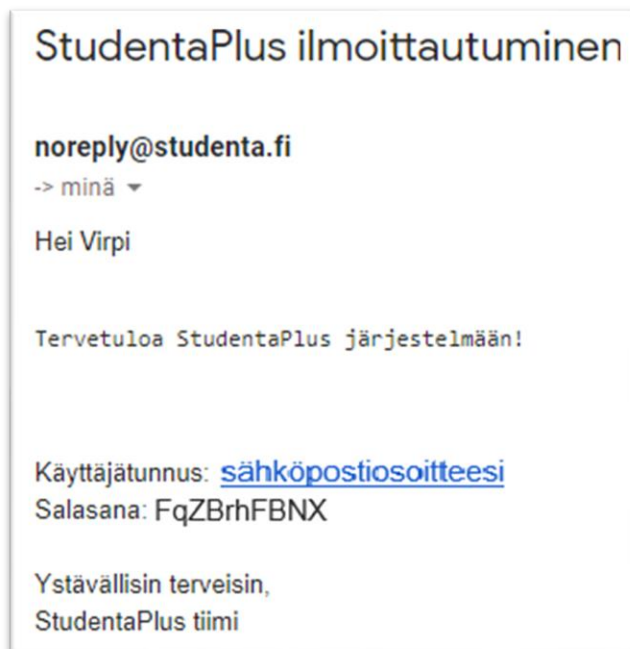 StudentaPlus ilmoittautuminen
noreply@studenta.fi
-> minä
Hei Virpi
Tervetuloa StudentaPlus järjestelmään!
Käyttäjätunnus: sähköpostiosoitteesi
Salasana: FqZBrhFBNX
Ystävällisin terveisin,
StudentaPlus tiimi